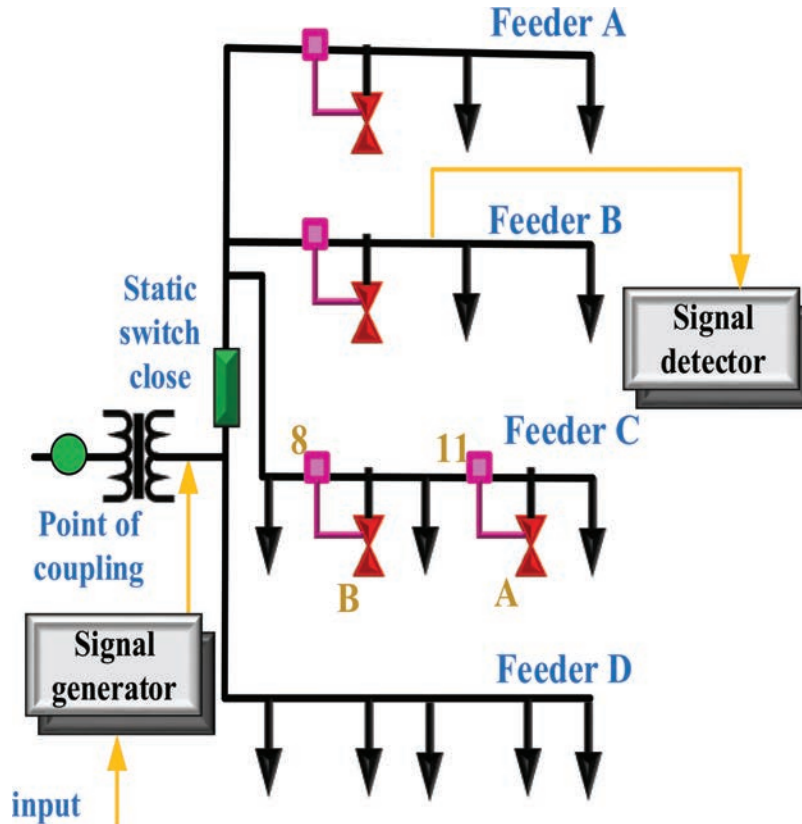 Feeder A
Feeder B
Static
switch
close
Signal
detector
8
11
Feeder C
Point of
coupling
B
A
Signal
generator
Feeder D
input